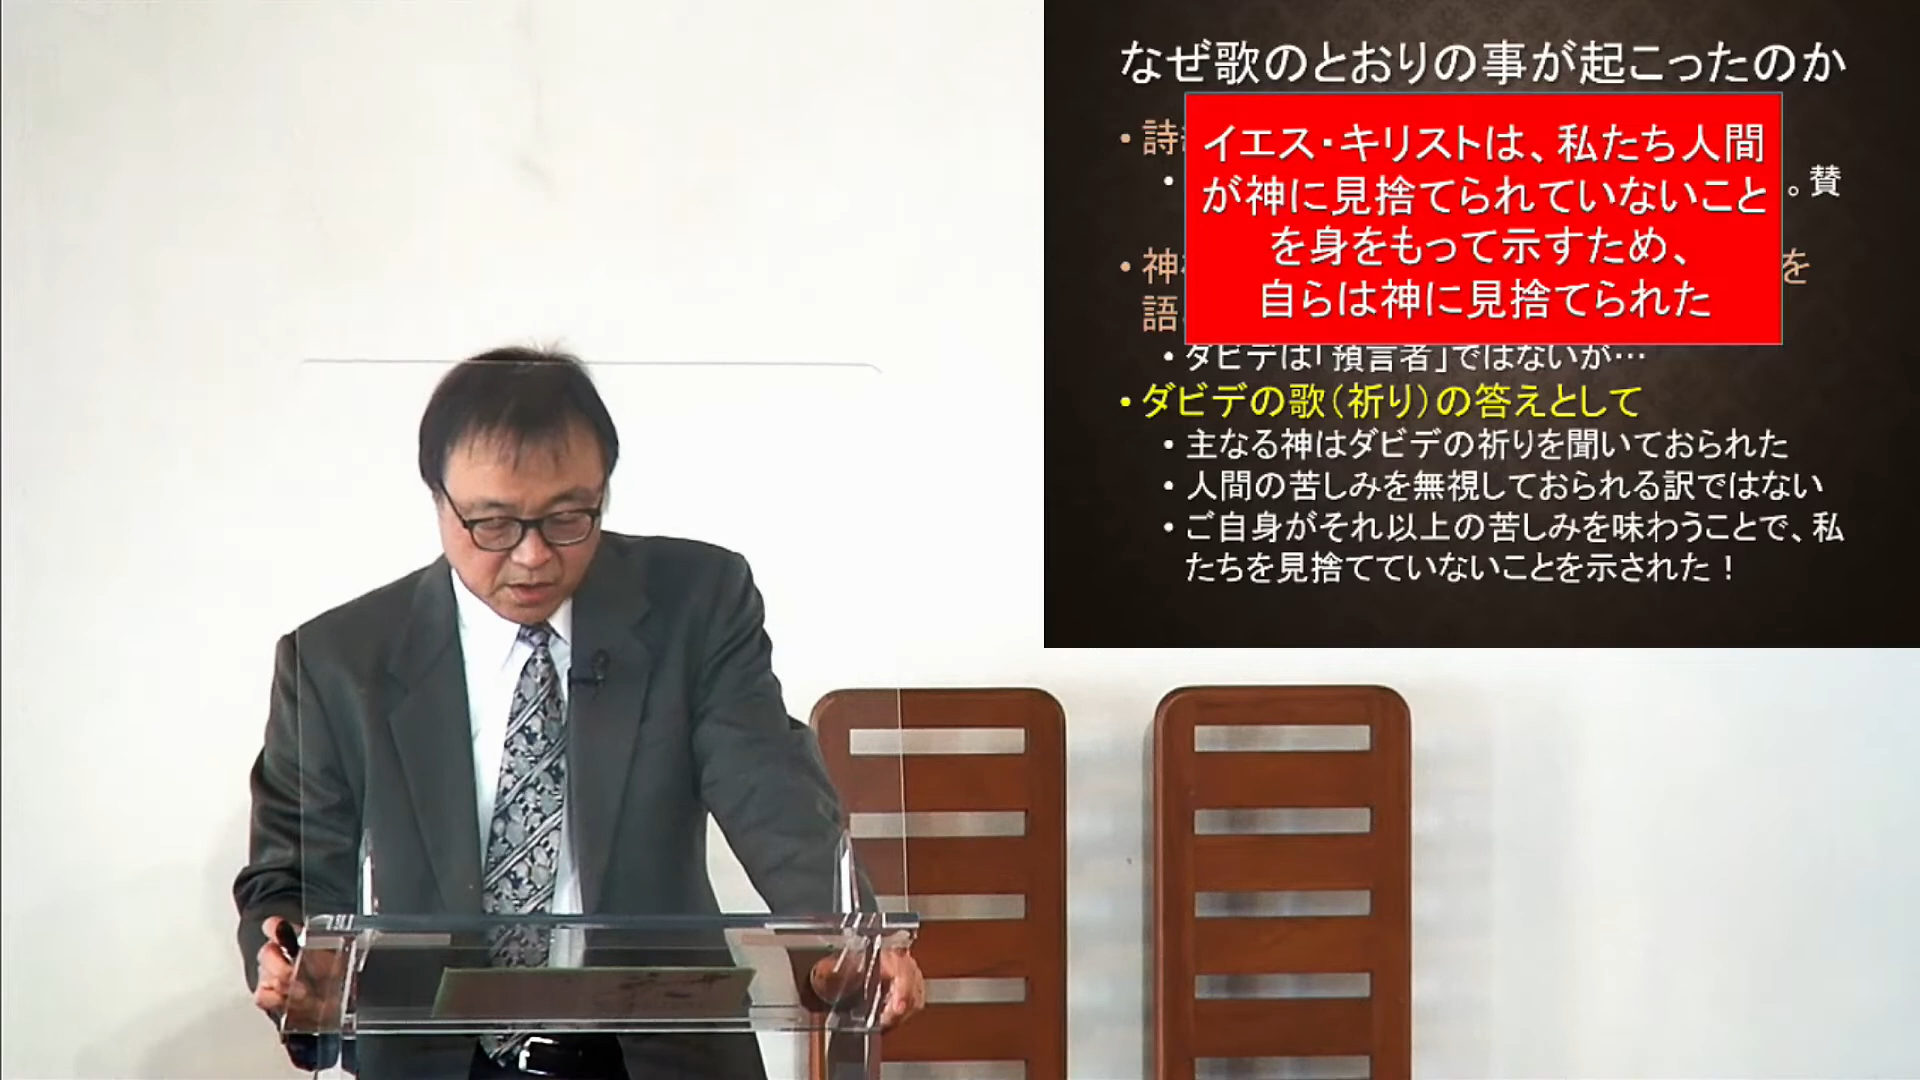 なぜ歌のとおりの事が起こったのか
イエス・キリストは、私たち人間
が神に見捨てられていないこと
を身をもって示すため、
自らは神に見捨てられた
・詩
・
。賛
・神
を
語
・ダビデは「預言者」ではないが…
・ダビデの歌（祈り）の答えとして
・主なる神はダビデの祈りを聞いておられた
・人間の苦しみを無視しておられる訳ではない
・ご自身がそれ以上の苦しみを味わうことで、私
たちを見捨てていないことを示された！